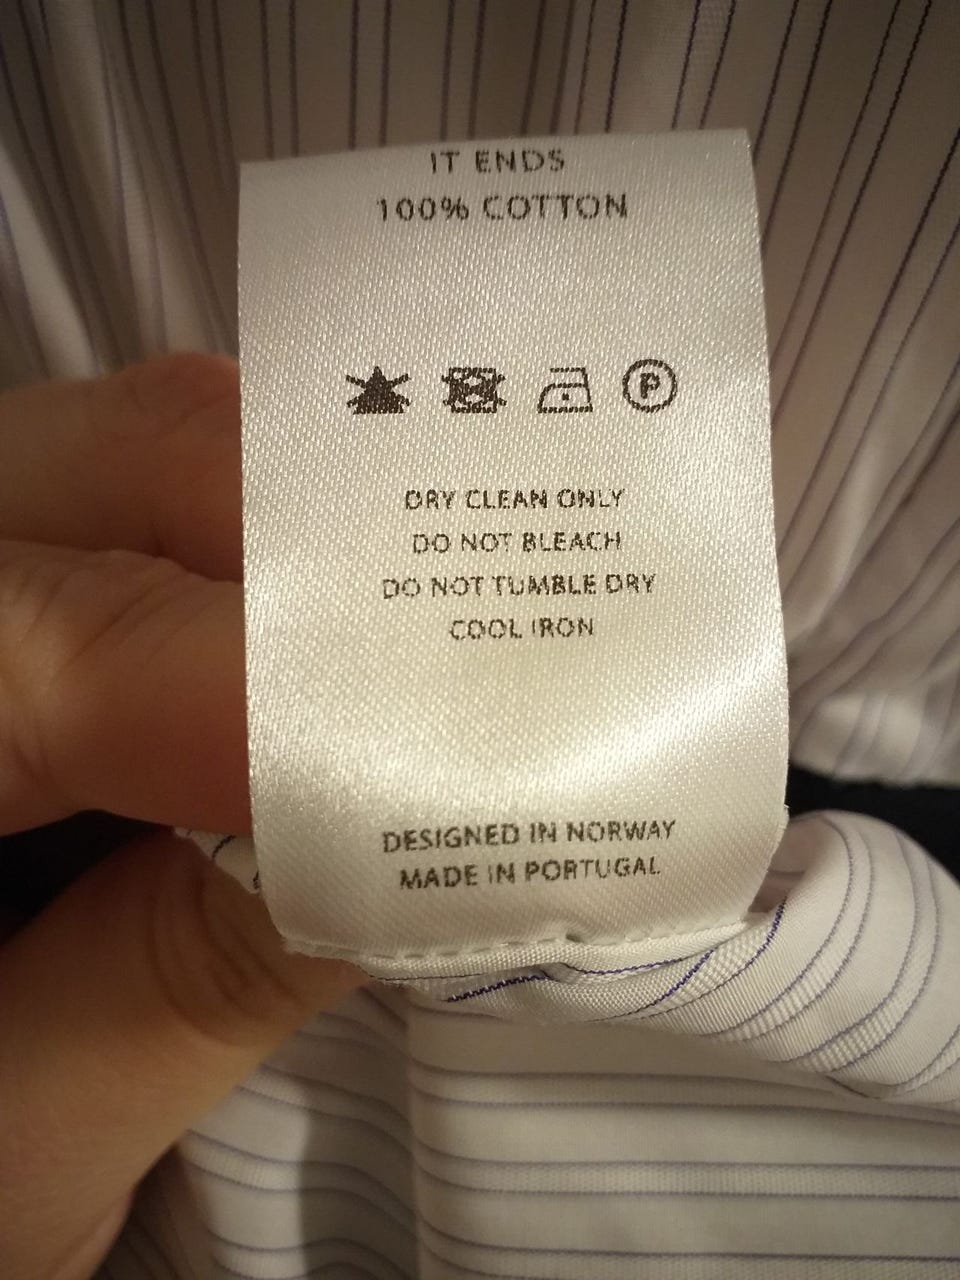 IT ENDS
100% COTTON
P
DRY CLEAN ONLY
DO NOT BLEACH
DO NOT TUMBLE DRY
COOL IRON
DESIGNED IN NORWAY
MADE IN PORTUGAL